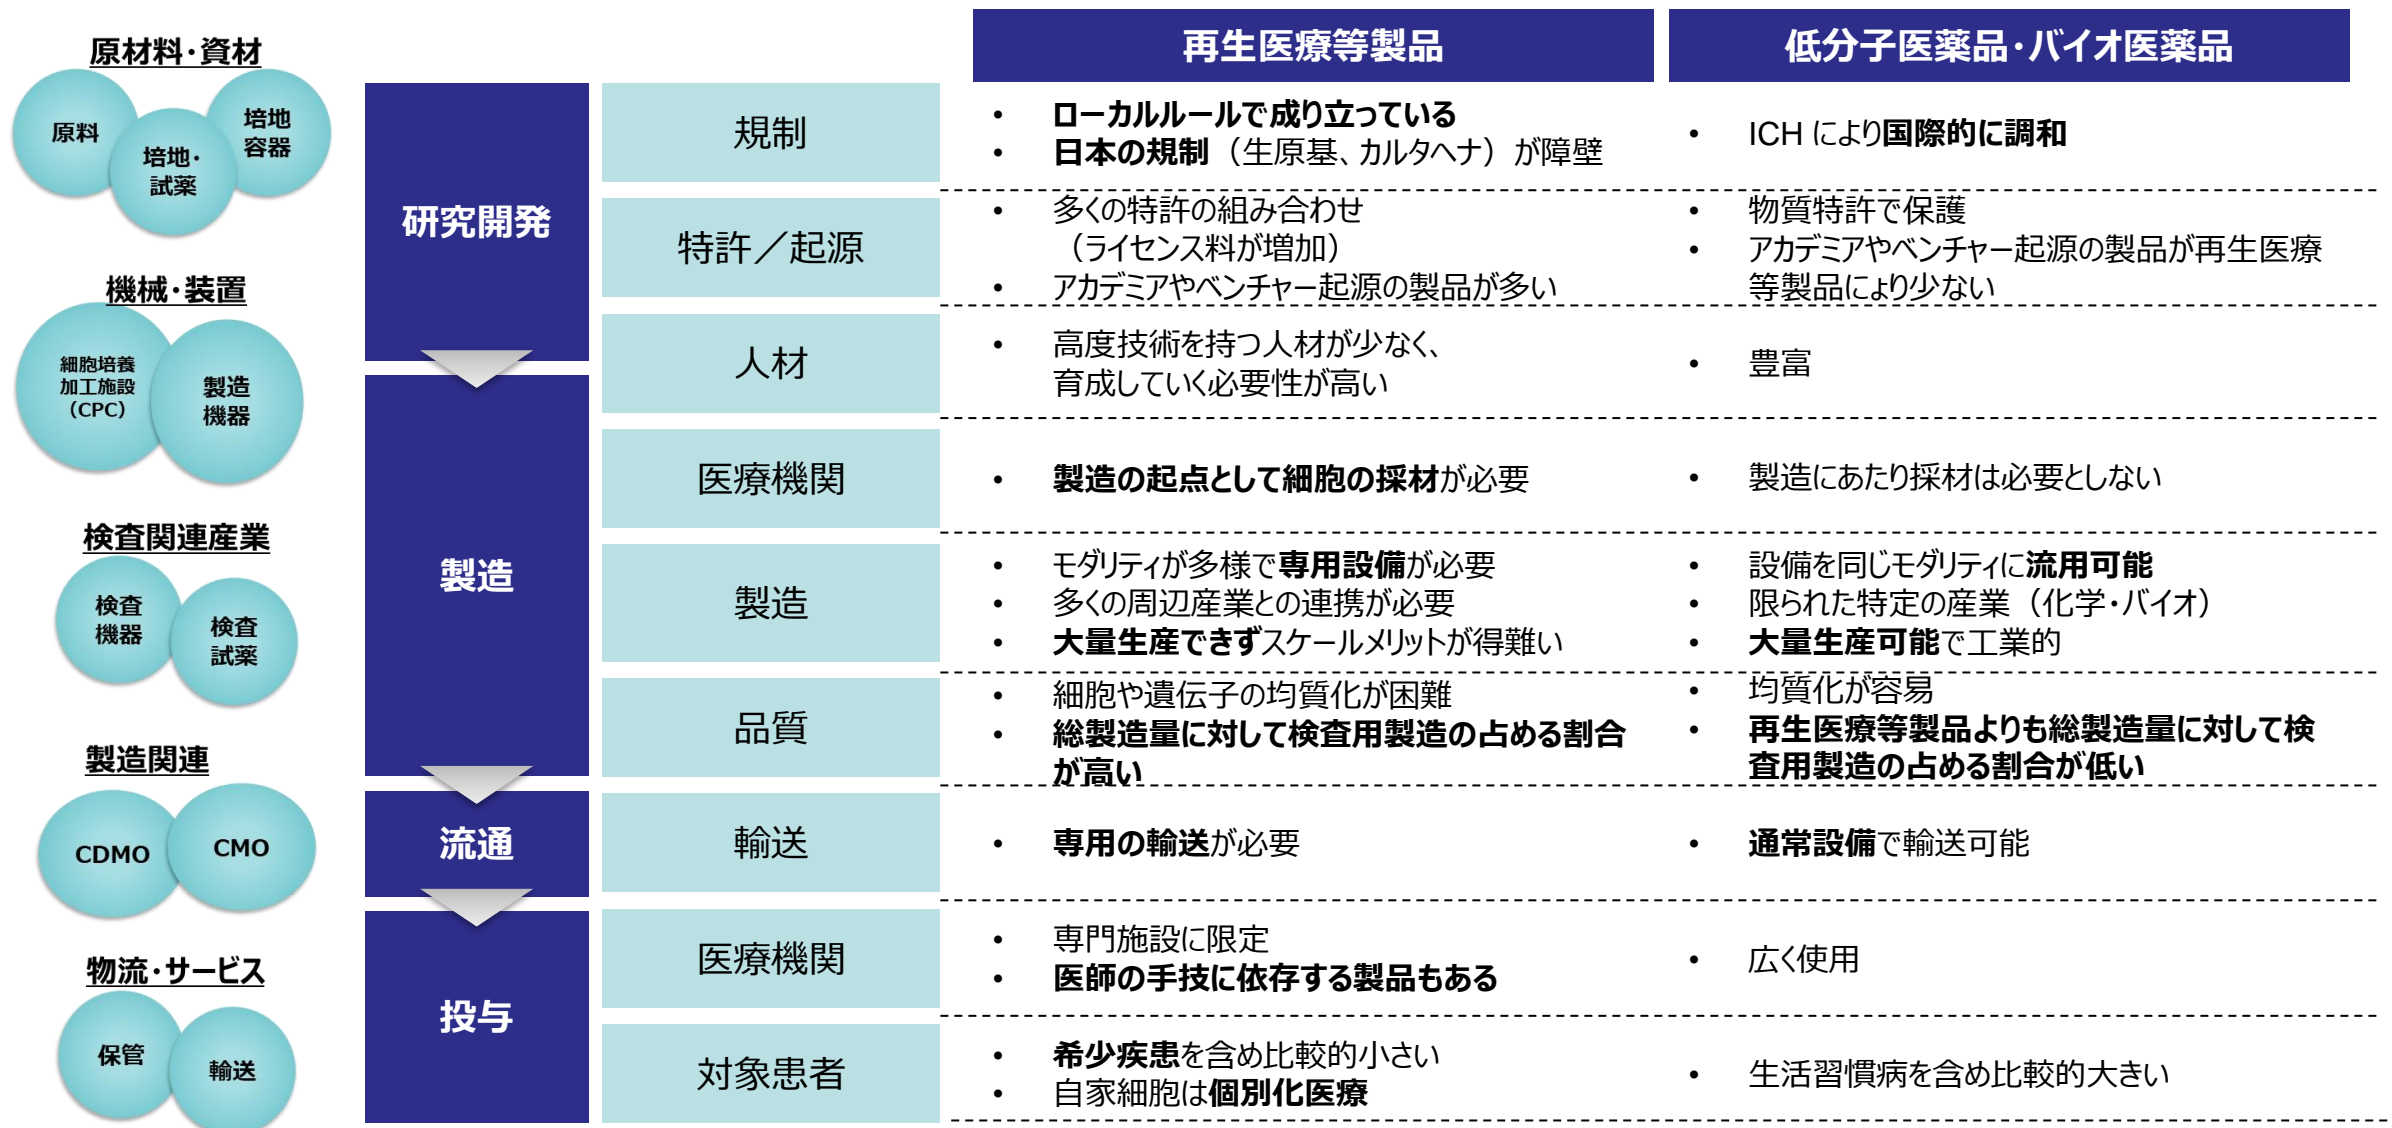 原材料・資材
原料
培地・
試薬
培地
容器
機械・装置
細胞培養
加工施設
（CPC）
製造
機器
検査関連産業
検査
機器
検査
試薬
製造関連
CDMO
CMO
物流・サービス
保管
輸送
再生医療等製品
低分子医薬品・バイオ医薬品
研究開発
規制
• ローカルルールで成り立っている
• 日本の規制（生原基、カルタヘナ）が障壁
• ICH により国際的に調和
特許／起源
• 多くの特許の組み合わせ
（ライセンス料が増加）
• アカデミアやベンチャー起源の製品が多い
• 物質特許で保護
• アカデミアやベンチャー起源の製品が再生医療
等製品により少ない
人材
• 高度技術を持つ人材が少なく、
育成していく必要性が高い
• 豊富
製造
医療機関
• 製造の起点として細胞の採材が必要
• 製造にあたり採材は必要としない
製造
• モダリティが多様で専用設備が必要
• 多くの周辺産業との連携が必要
• 大量生産できずスケールメリットが得難い
• 設備を同じモダリティに流用可能
• 限られた特定の産業（化学・バイオ）
• 大量生産可能で工業的
品質
• 細胞や遺伝子の均質化が困難
• 総製造量に対して検査用製造の占める割合
が高い
• 均質化が容易
• 再生医療等製品よりも総製造量に対して検
査用製造の占める割合が低い
流通
輸送
• 専用の輸送が必要
• 通常設備で輸送可能
投与
医療機関
• 専門施設に限定
• 医師の手技に依存する製品もある
• 広く使用
対象患者
• 希少疾患を含め比較的小さい
• 自家細胞は個別化医療
• 生活習慣病を含め比較的大きい